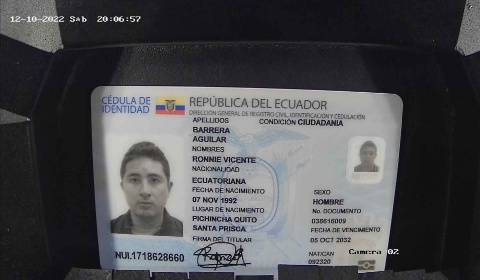 12-10-2022 Sab 20:06:57
CÉDULA DE IDENTIDAD
REPÚBLICA DEL ECUADOR
DIRECCIÓN GENERAL DE REGISTRO CIVIL, IDENTIFICACIÓN Y CEDULACIÓN
APELLIDOS
CONDICIÓN CIUDADANÍA
BARRERA
AGUILAR
NOMBRES
RONNIE VICENTE
NACIONALIDAD
ECUATORIANA
FECHA DE NACIMIENTO
07 NOV 1992
LUGAR DE NACIMIENTO
PICHINCHA QUITO
SANTA PRISCA
FIRMA DEL TITULAR
SEXO
HOMBRE
No. DOCUMENTO
038616009
FECHA DE VENCIMIENTO
05 OCT 2032
NAT/CAN
092320
NUI.1718628660
Camera 02